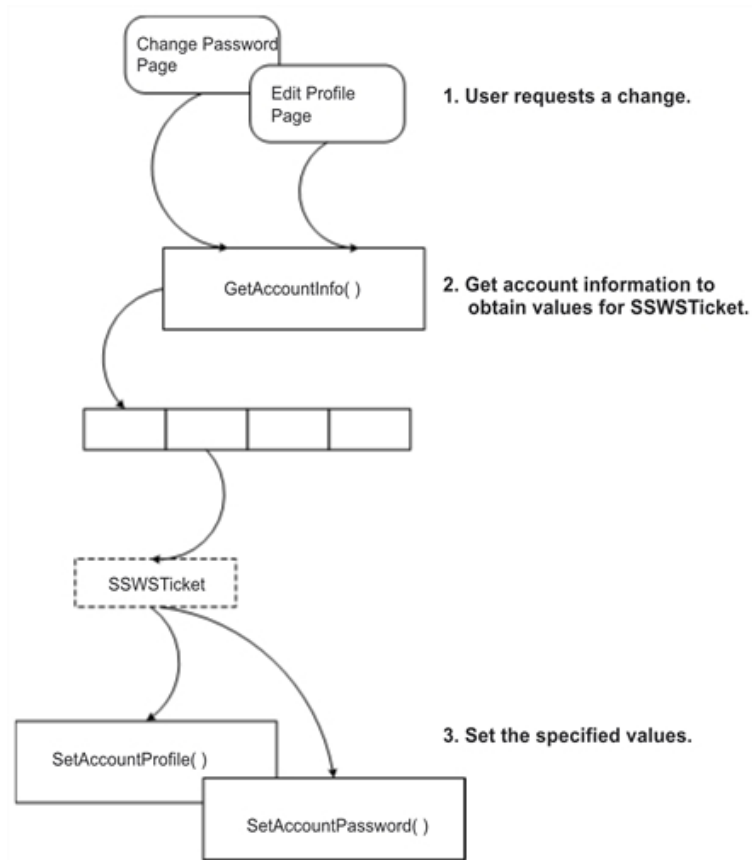 Change Password
Page
Edit Profile
Page
1. User requests a change.
GetAccountInfo( )
2. Get account information to
obtain values for SSWSTicket.
SSWSTicket
3. Set the specified values.
SetAccountProfile( )
SetAccountPassword( )